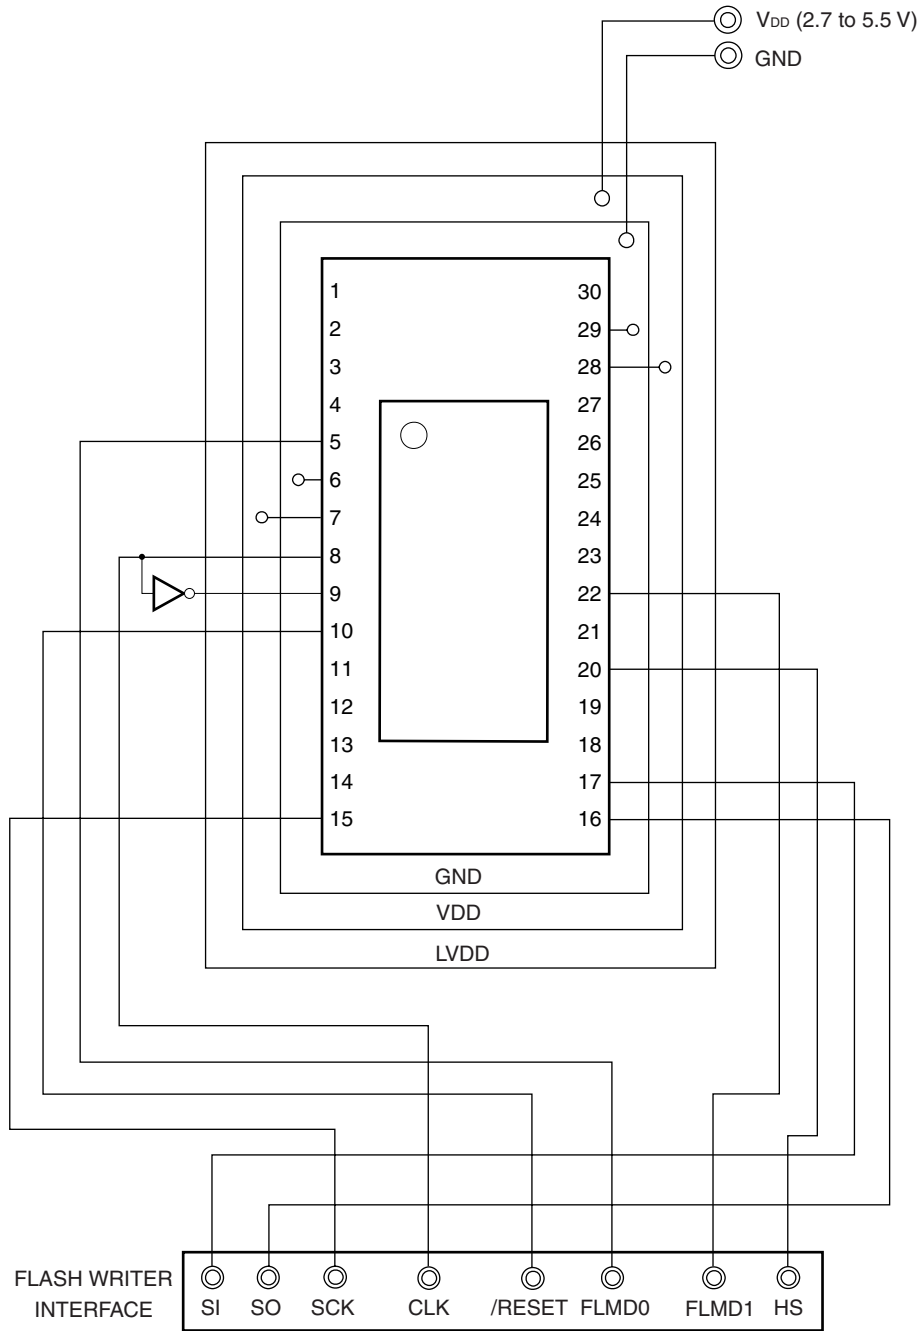 VDD (2.7 to 5.5 V)
GND
1 30
2 29
3 28
4 27
5 26
6 25
7 24
8 23
9 22
10 21
11 20
12 19
13 18
14 17
15 16
GND
VDD
LVDD
FLASH WRITER
INTERFACE
SI SO SCK CLK /RESET FLMD0 FLMD1 HS